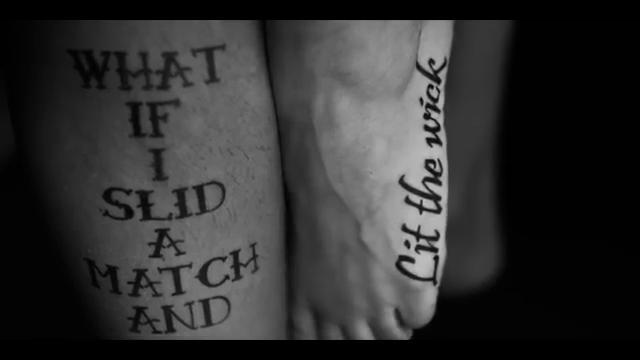 WHAT
IF
I
SLID
A
MATCH
AND
Lit the wick